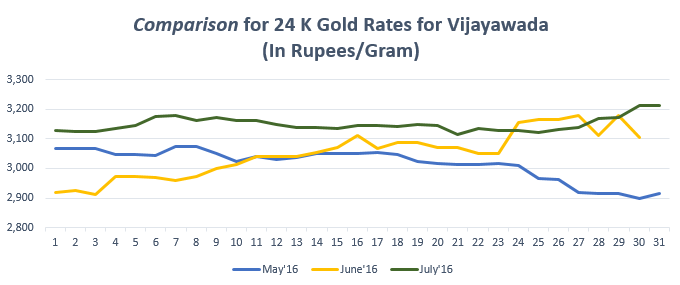 Comparison for 24 K Gold Rates for Vijayawada
(In Rupees/Gram)
3,300
3,200
3,100
3,000
2,900
2,800
1 2 3 4 5 6 7 8 9 10 11 12 13 14 15 16 17 18 19 20 21 22 23 24 25 26 27 28 29 30 31
May'16 June'16 July'16